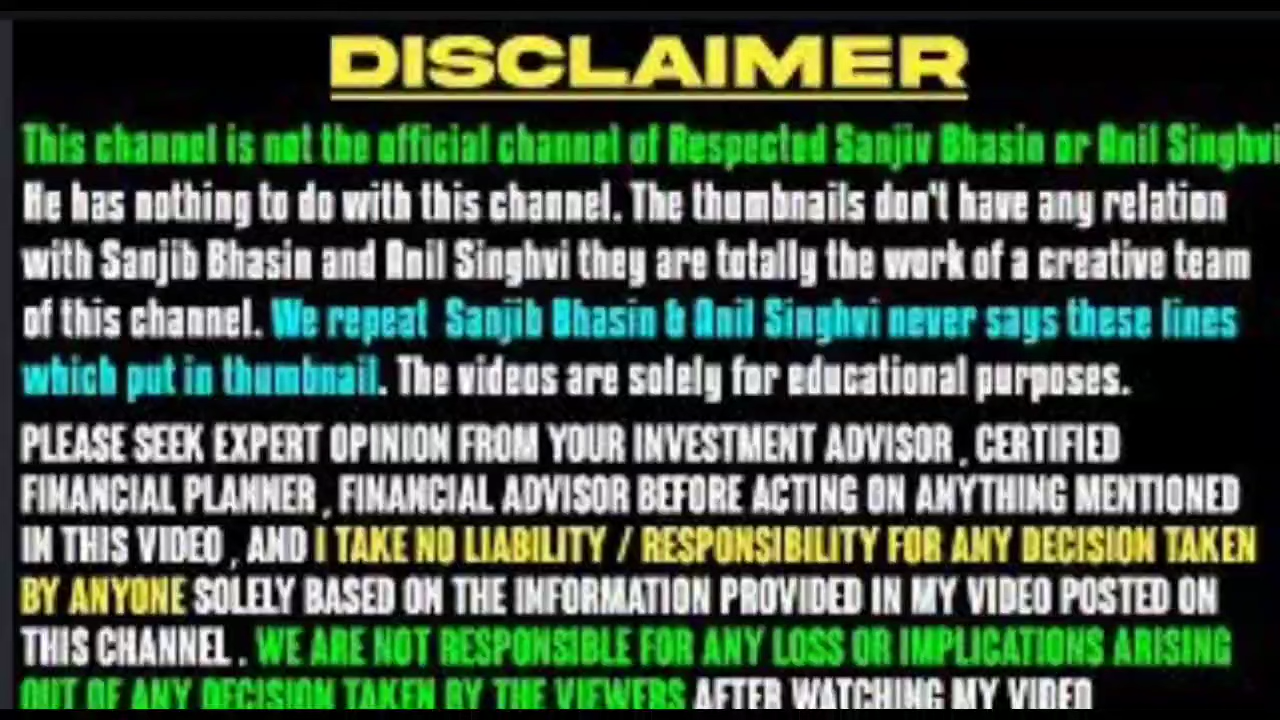 DISCLAIMER
This channel is not the official channel of Respected Sanjiv Bhasin or Anil Singhvi
He has nothing to do with this channel. The thumbnails don't have any relation
with Sanjib Bhasin and Anil Singhvi they are totally the work of a creative team
of this channel. We repeat Sanjib Bhasin & Anil Singhvi never says these lines
which put in thumbnail. The videos are solely for educational purposes.
PLEASE SEEK EXPERT OPINION FROM YOUR INVESTMENT ADVISOR , CERTIFIED
FINANCIAL PLANNER , FINANCIAL ADVISOR BEFORE ACTING ON ANYTHING MENTIONED
IN THIS VIDEO , AND I TAKE NO LIABILITY / RESPONSIBILITY FOR ANY DECISION TAKEN
BY ANYONE SOLELY BASED ON THE INFORMATION PROVIDED IN MY VIDEO POSTED ON
THIS CHANNEL . WE ARE NOT RESPONSIBLE FOR ANY LOSS OR IMPLICATIONS ARISING
OUT OF ANY DECISION TAKEN BY THE VIEWERS AFTER WATCHING MY VIDEO